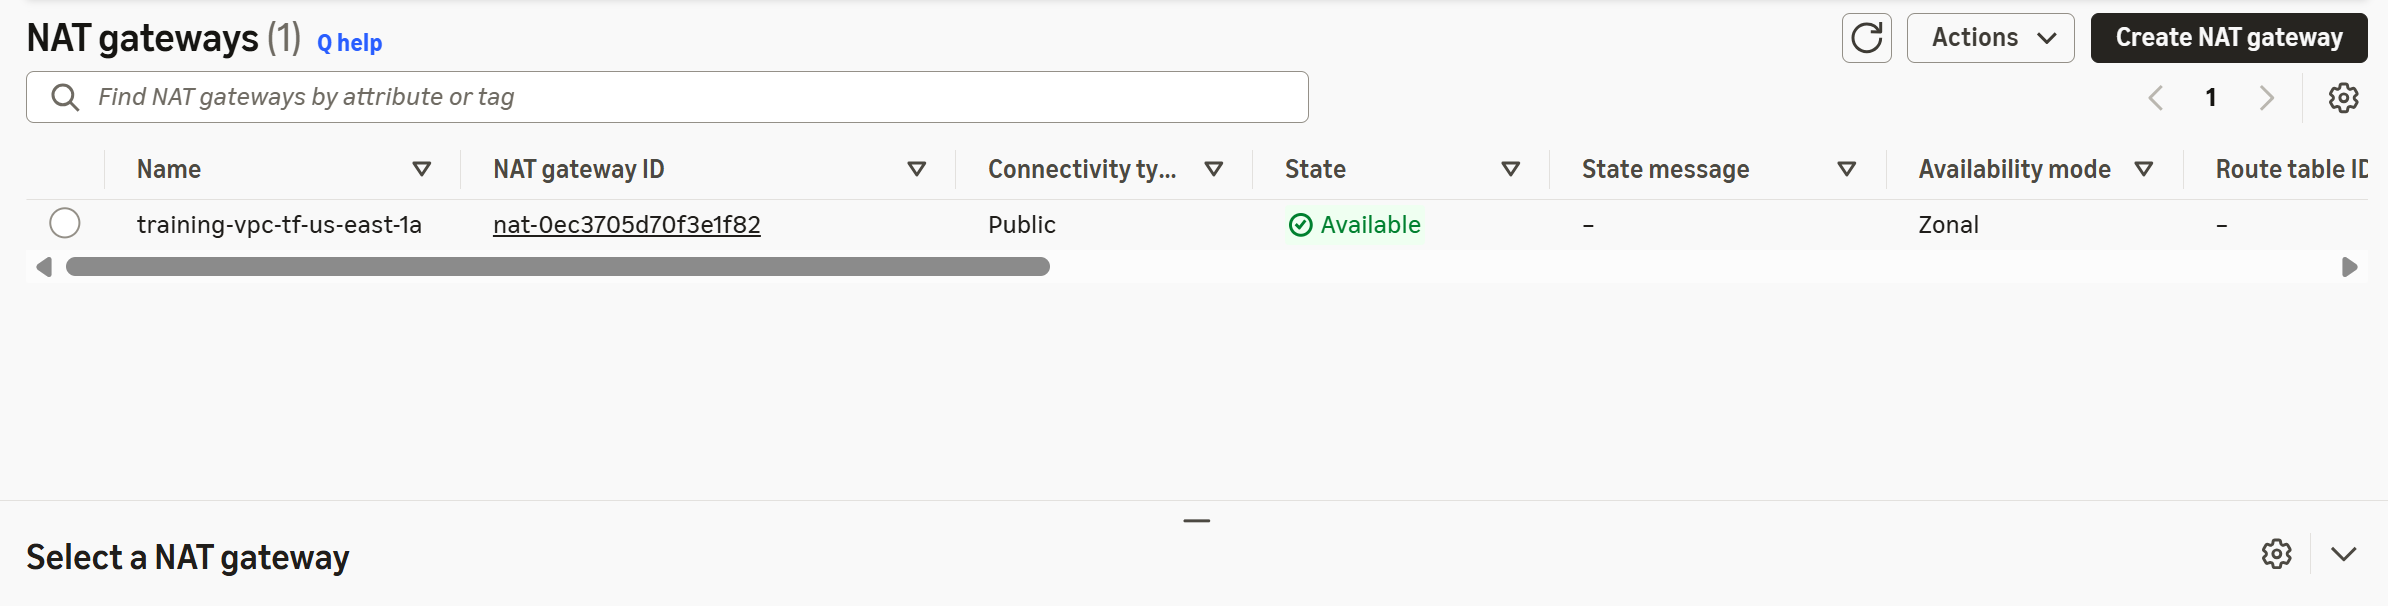 NAT gateways (1) Q help
Actions
Create NAT gateway
Find NAT gateways by attribute or tag
1
Name NAT gateway ID Connectivity ty... State State message Availability mode Route table ID
training-vpc-tf-us-east-1a nat-0ec3705d70f3e1f82 Public Available – Zonal –
Select a NAT gateway